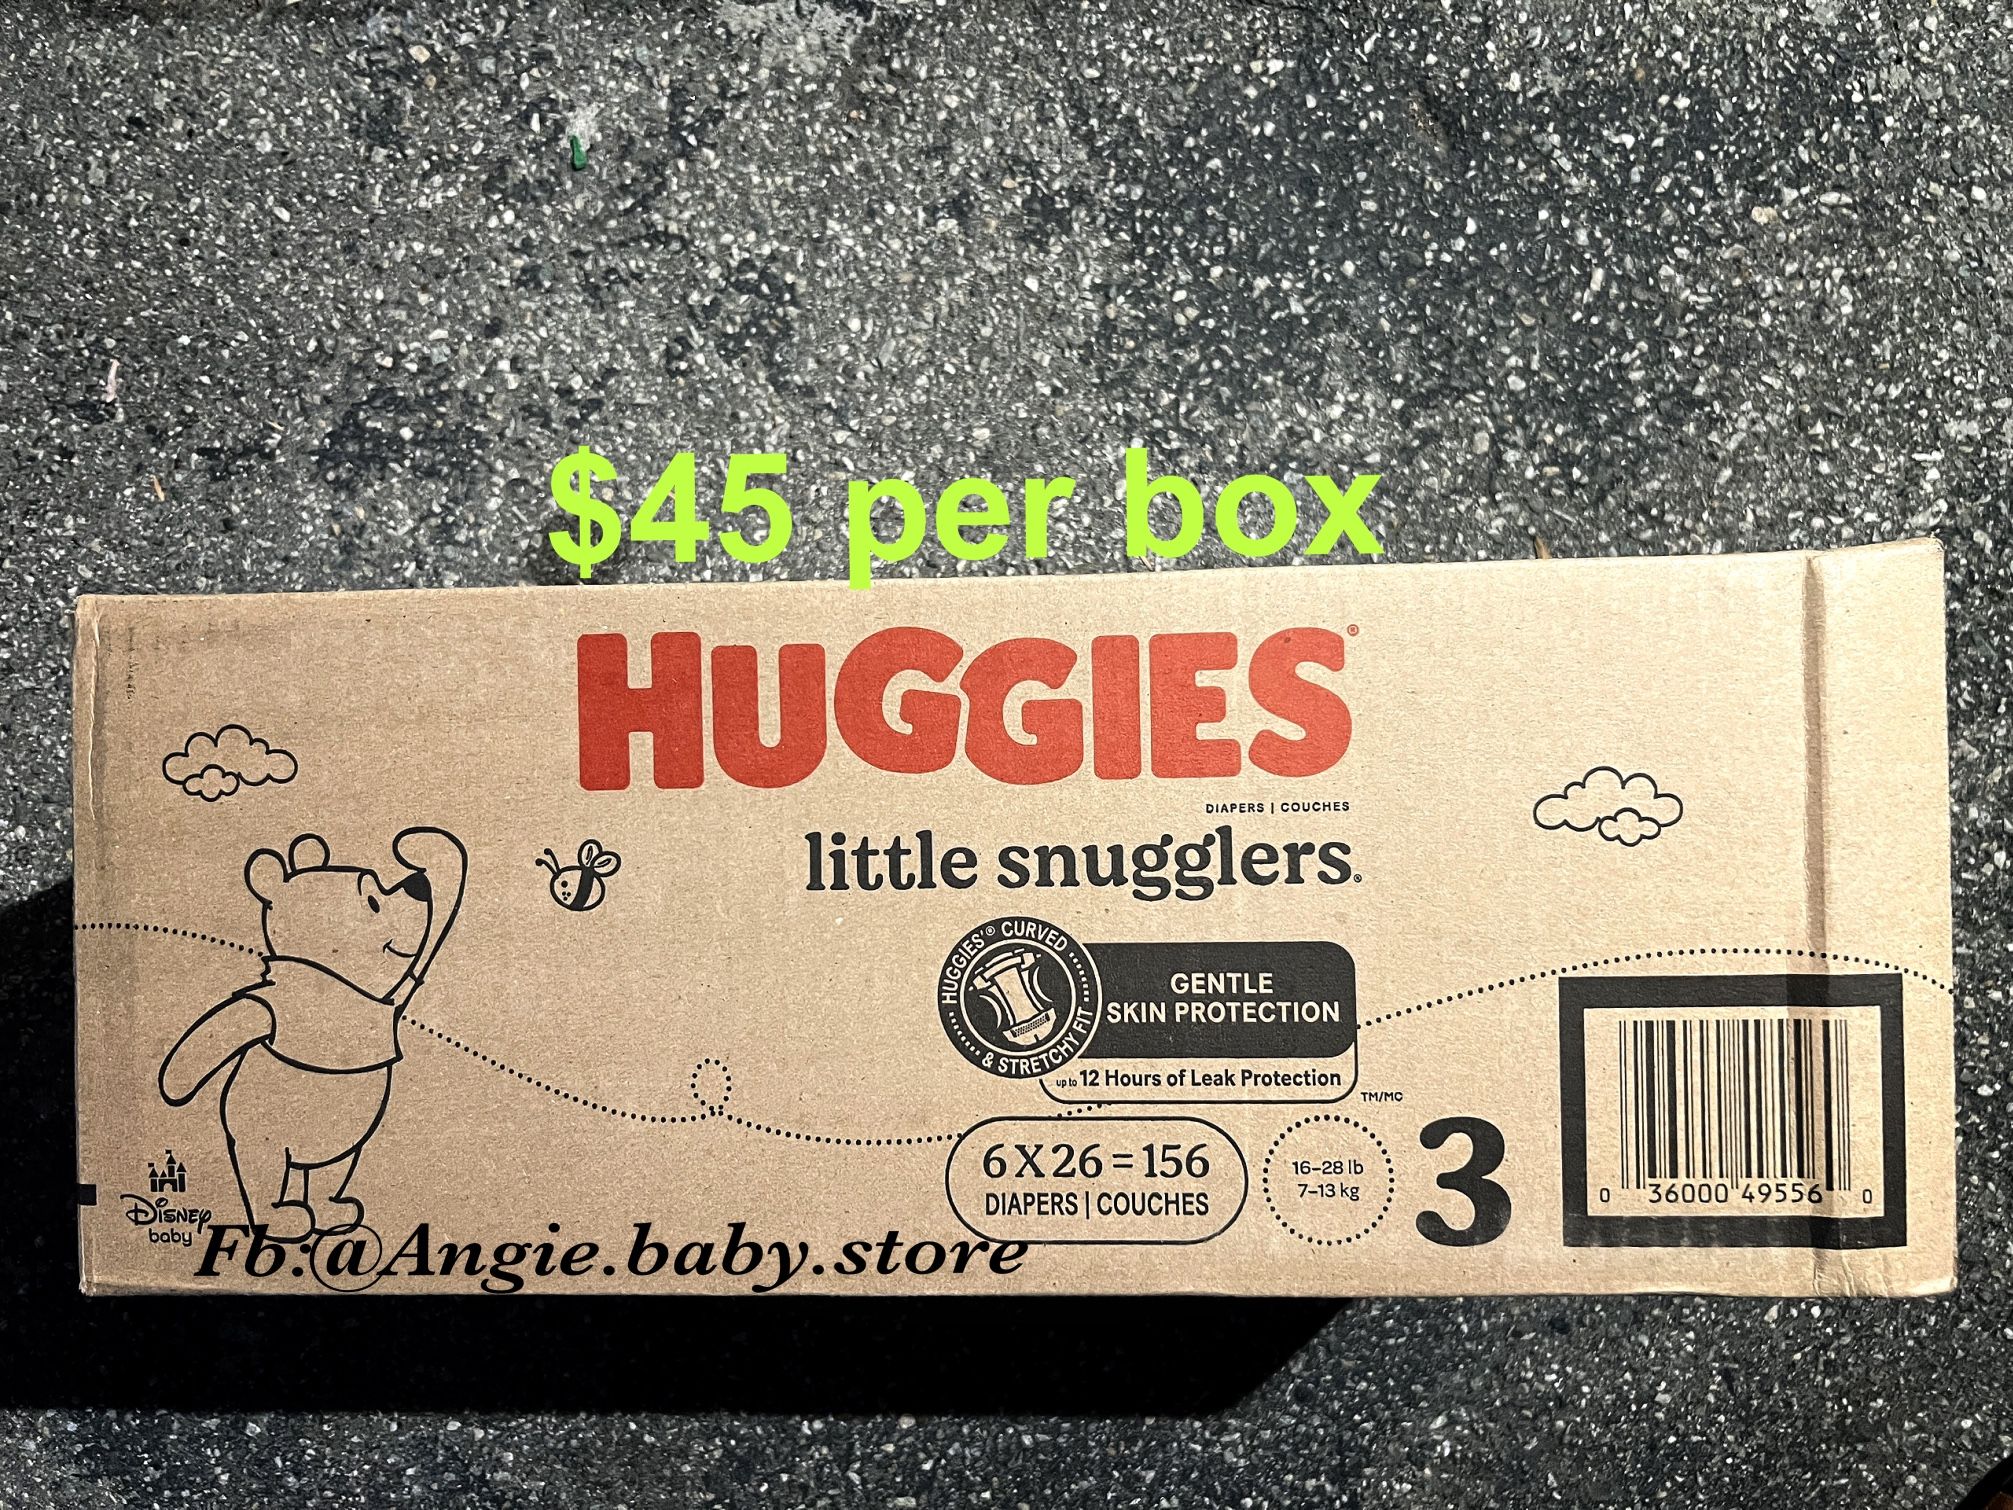 $45 per box
HUGGIES®
DIAPERS | COUCHES
little snugglers.
HUGGIES'® CURVED
& STRETCHY FIT
GENTLE
SKIN PROTECTION
up to 12 Hours of Leak Protection
TM/MC
6 X 26 = 156
DIAPERS | COUCHES
16-28 lb
7-13 kg
3
0 36000 49556 0
Disney
baby
Fb:@Angie.baby.store